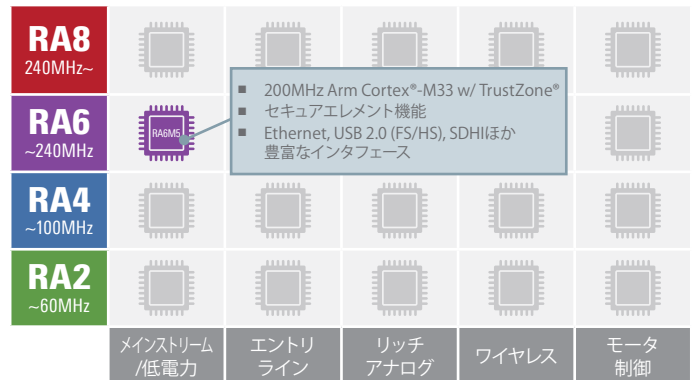 RA8
240MHz~
200MHz Arm Cortex®-M33 w/ TrustZone®
セキュアエレメント機能
Ethernet, USB 2.0 (FS/HS), SDHIほか
豊富なインタフェース
RA6
~240MHz
RA6M5
RA4
~100MHz
RA2
~60MHz
メインストリーム
/低電力
エントリ
ライン
リッチ
アナログ
ワイヤレス
モータ
制御